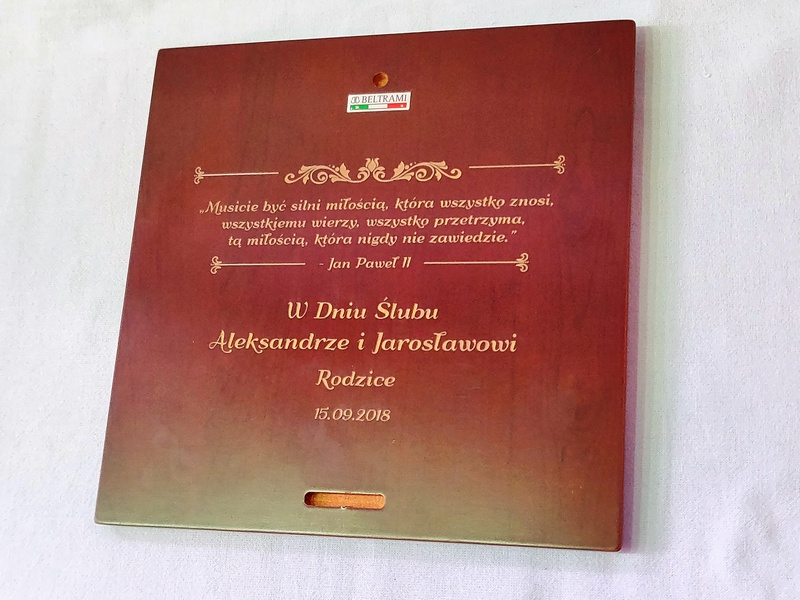 BELTRAMI
„Musicie być silni miłością, która wszystko znosi,
wszystkiemu wierzy, wszystko przetrzyma,
tą miłością, która nigdy nie zawiedzie.”
- Jan Paweł II
W Dniu Ślubu
Aleksandrze i Jarosławowi
Rodzice
15.09.2018